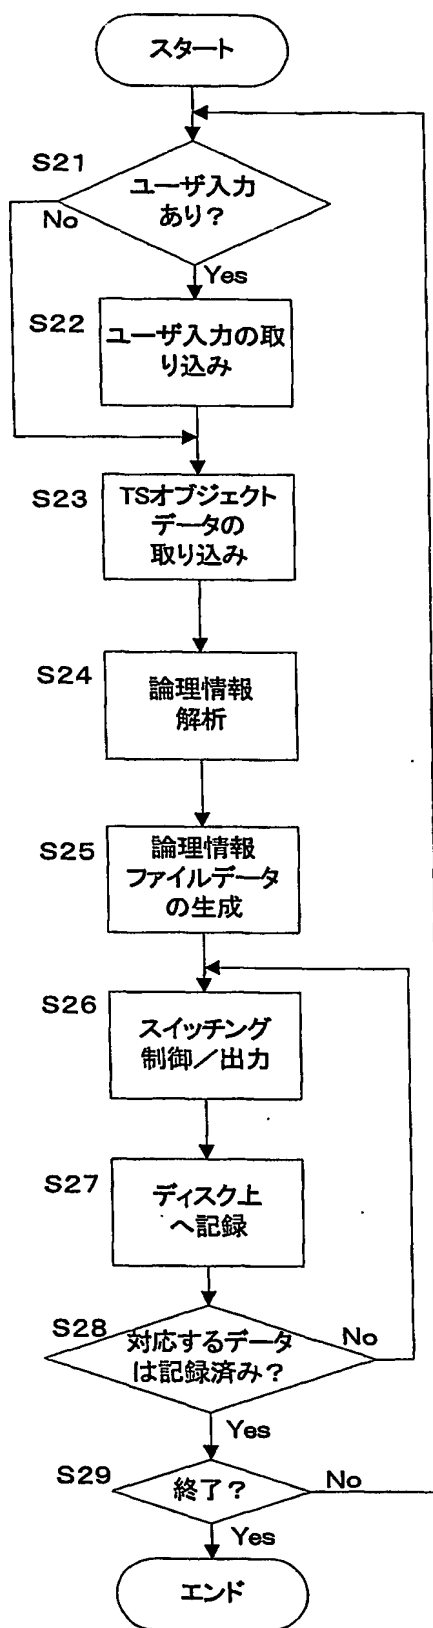 スタート
S21
ユーザ入力
あり?
No
Yes
S22
ユーザ入力の取
り込み
S23
TSオブジェクト
データの
取り込み
S24
論理情報
解析
S25
論理情報
ファイルデータ
の生成
S26
スイッチング
制御／出力
S27
ディスク上
へ記録
S28
対応するデータ
は記録済み?
No
Yes
S29
終了?
No
Yes
エンド